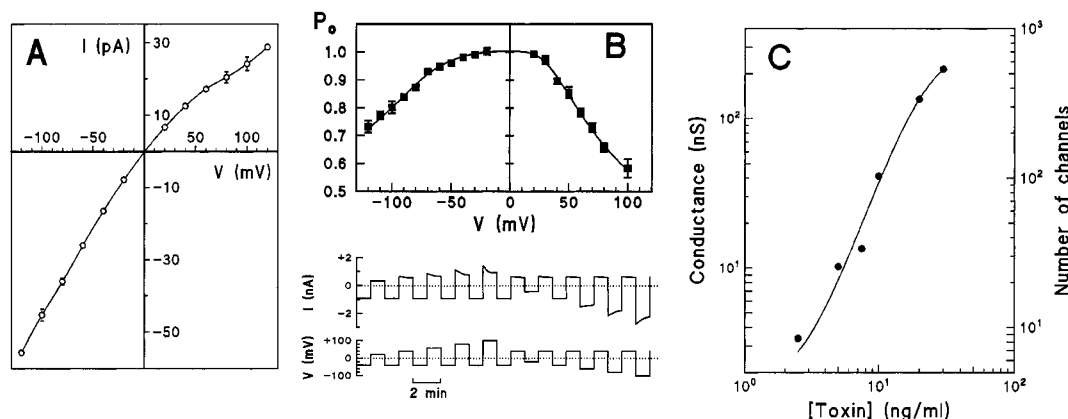 A
I (pA)
30
20
10
-100
-50
50
100
V (mV)
-10
-30
-50
P₀
B
1.0
0.9
0.8
0.7
0.6
0.5
-100
-50
0
50
100
V (mV)
I (nA)
+2
0
-2
V (mV)
+100
0
-100
2 min
C
Conductance (nS)
10²
10¹
10⁰
10¹
10²
[Toxin] (ng/ml)
10³
10²
10¹
Number of channels